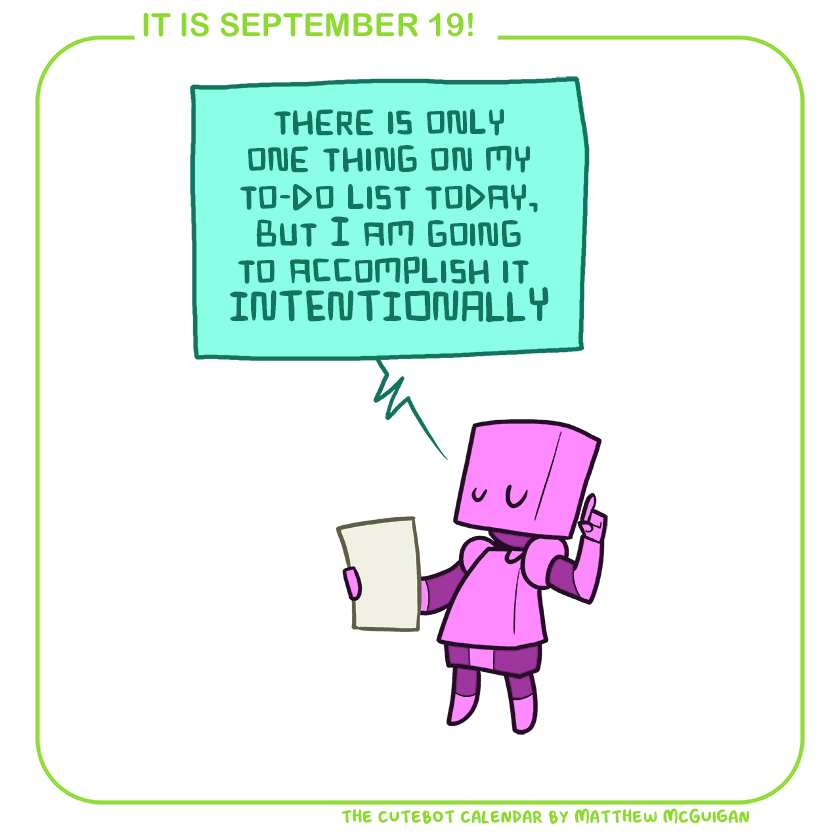 IT IS SEPTEMBER 19!
THERE IS ONLY
ONE THING ON MY
TO-DO LIST TODAY,
BUT I AM GOING
TO ACCOMPLISH IT
INTENTIONALLY
THE CUTEBOT CALENDAR BY MATTHEW MCGUIGAN